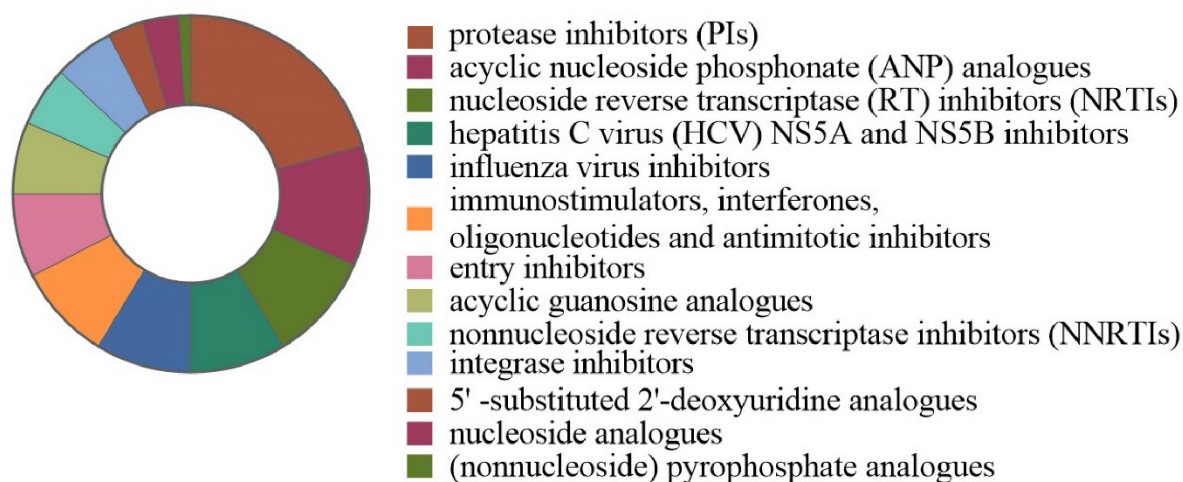 protease inhibitors (PIs)
acyclic nucleoside phosphonate (ANP) analogues
nucleoside reverse transcriptase (RT) inhibitors (NRTIs)
hepatitis C virus (HCV) NS5A and NS5B inhibitors
influenza virus inhibitors
immunostimulators, interferones,
oligonucleotides and antimitotic inhibitors
entry inhibitors
acyclic guanosine analogues
nonnucleoside reverse transcriptase inhibitors (NNRTIs)
integrase inhibitors
5' -substituted 2'-deoxyuridine analogues
nucleoside analogues
(nonnucleoside) pyrophosphate analogues